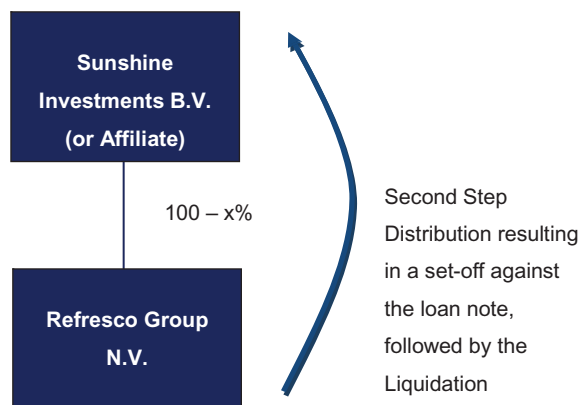 Sunshine
Investments B.V.
(or Affiliate)
100 – x%
Second Step
Distribution resulting
in a set-off against
the loan note,
followed by the
Liquidation
Refresco Group
N.V.